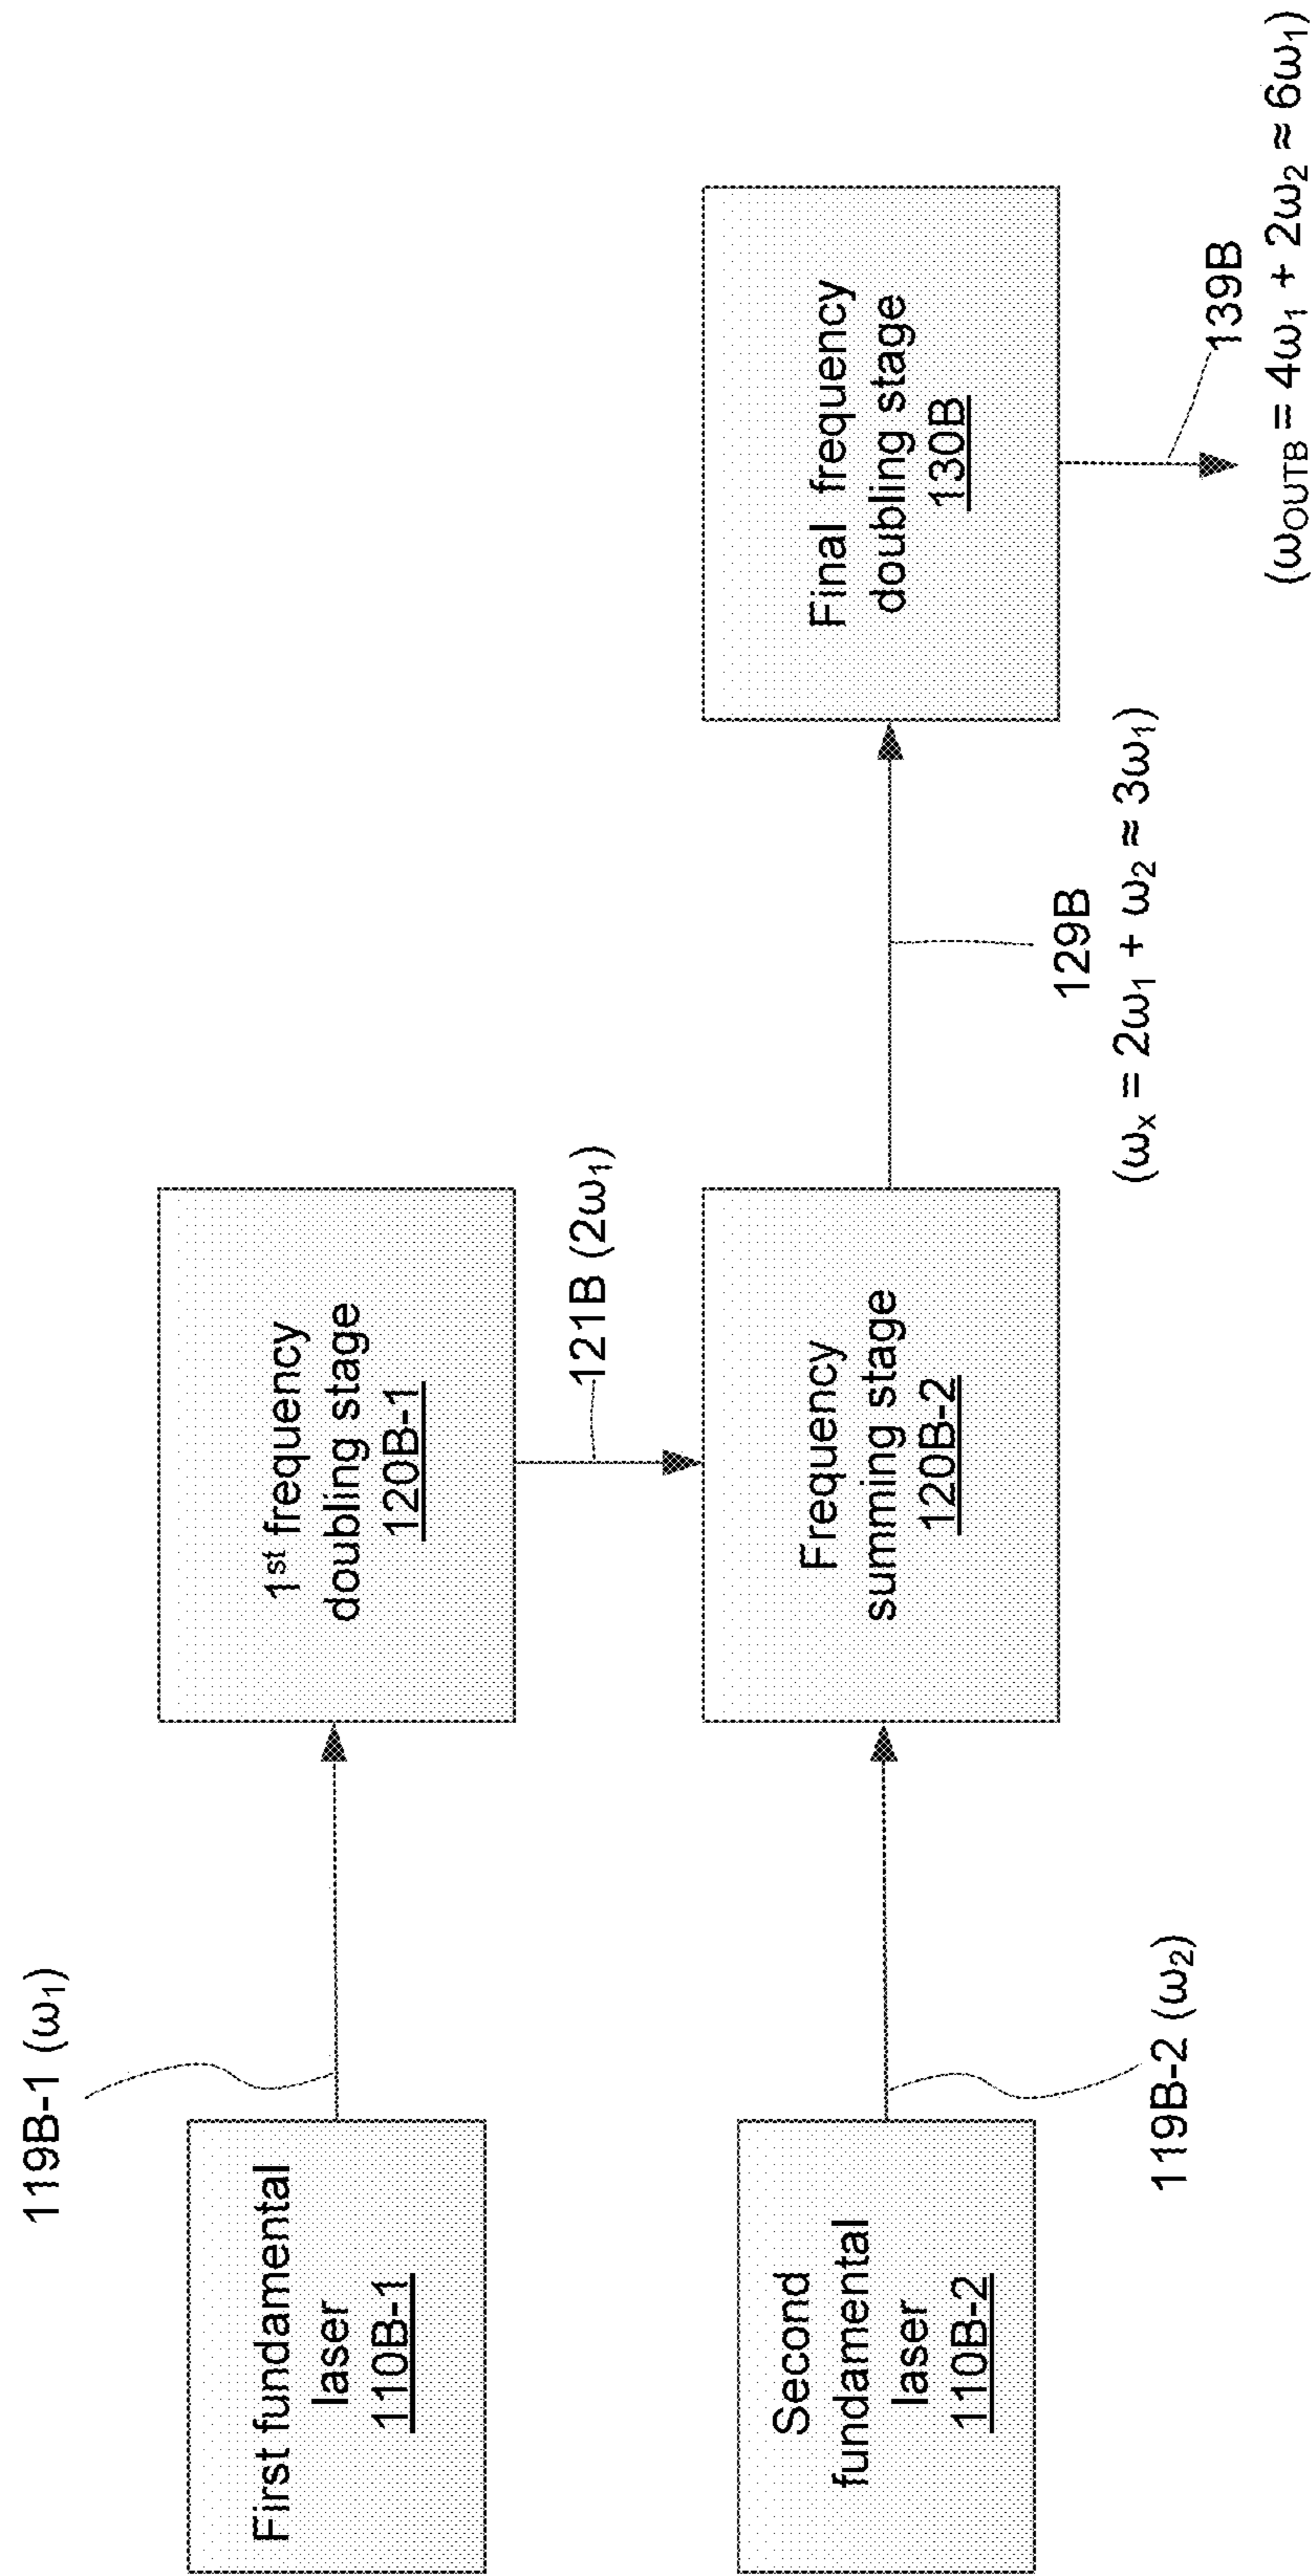 119B-1 (ω₁)
First fundamental
laser
110B-1
1st frequency
doubling stage
120B-1
121B (2ω₁)
Second
fundamental
laser
110B-2
119B-2 (ω₂)
Frequency
summing stage
120B-2
129B
(ωₓ = 2ω₁ + ω₂ ≈ 3ω₁)
Final frequency
doubling stage
130B
139B
(ω_OUTB = 4ω₁ + 2ω₂ ≈ 6ω₁)